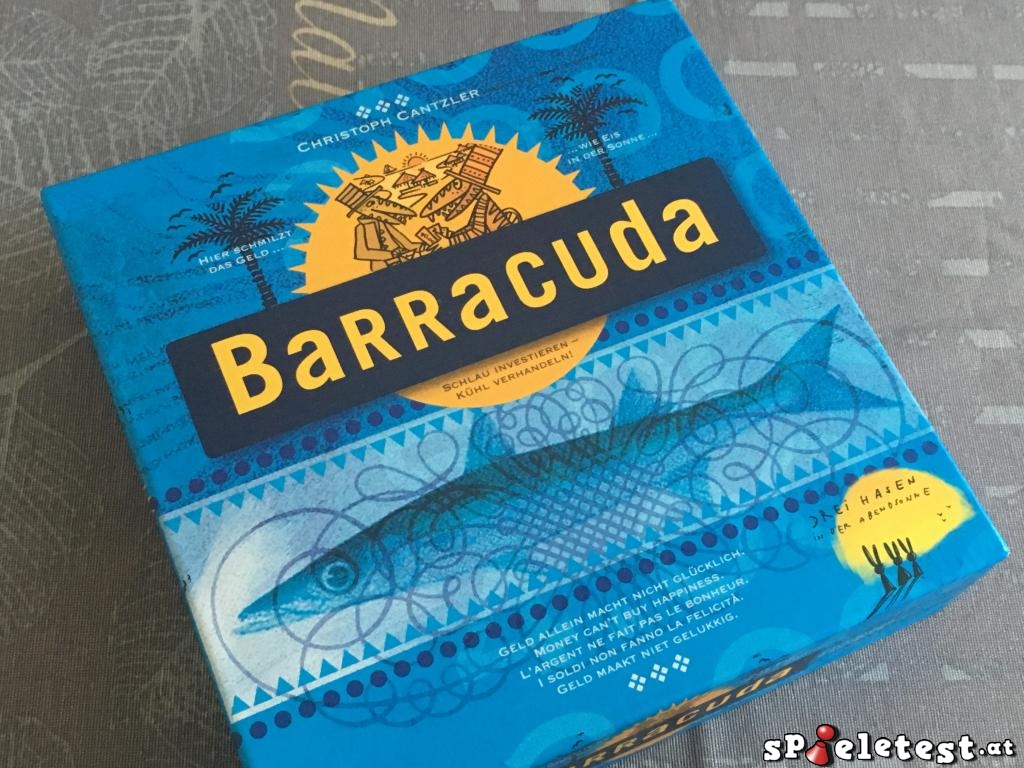 Christoph Cantzler
...wie Eis
in der Sonne...
Hier schmilzt
das Geld...
Barracuda
Schlau investieren –
kühl verhandeln!
DREI HASEN
IN DER ABENDSONNE
Geld allein macht nicht glücklich.
Money can't buy happiness.
L'argent ne fait pas le bonheur.
I soldi non fanno la felicità.
Geld maakt niet gelukkig.
Barracuda
sPieletest.at